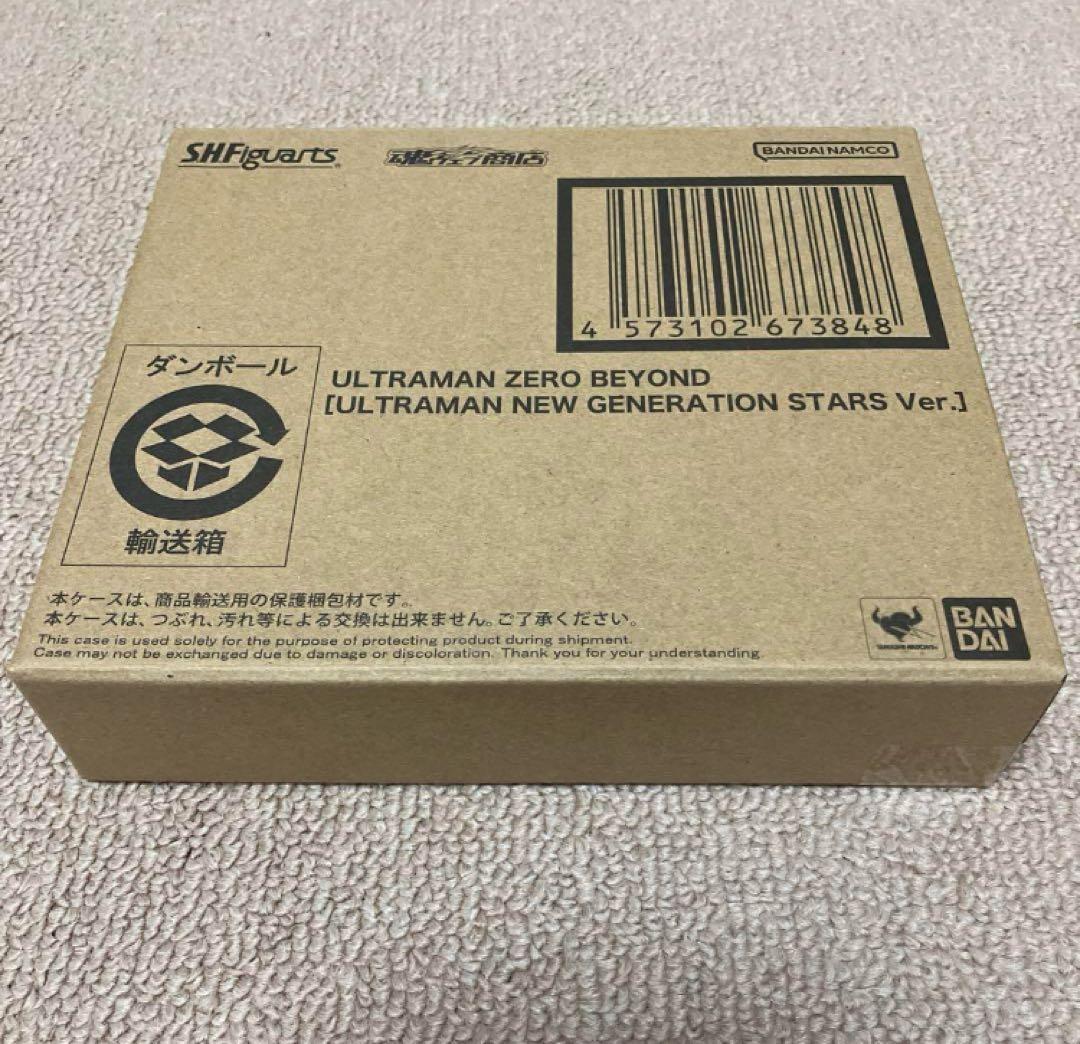 S.H.Figuarts
魂ウェブ商店
BANDAI NAMCO
4 573102 673848
ダンボール
輸送箱
ULTRAMAN ZERO BEYOND
[ULTRAMAN NEW GENERATION STARS Ver.]
本ケースは、商品輸送用の保護梱包材です。
本ケースは、つぶれ、汚れ等による交換は出来ません。ご了承ください。
This case is used solely for the purpose of protecting product during shipment.
Case may not be exchanged due to damage or discoloration. Thank you for your understanding.
TAMASHII NATIONS
BAN
DAI